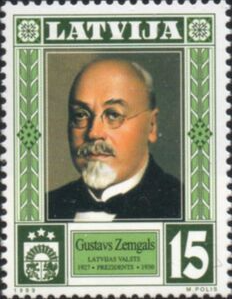 LATVIJA
Gustavs Zemgals
LATVIJAS VALSTS
1927 • PREZIDENTS • 1930
15
1999
M. POLIS